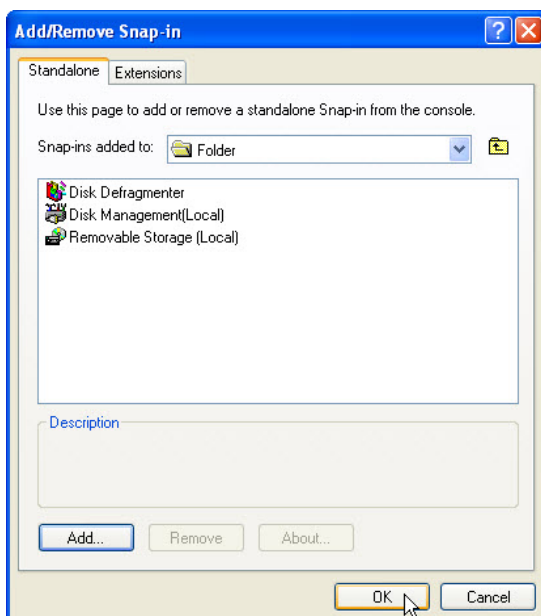 Add/Remove Snap-in
Standalone
Extensions
Use this page to add or remove a standalone Snap-in from the console.
Snap-ins added to:
Folder
Disk Defragmenter
Disk Management(Local)
Removable Storage (Local)
Description
Add...
Remove
About...
OK
Cancel